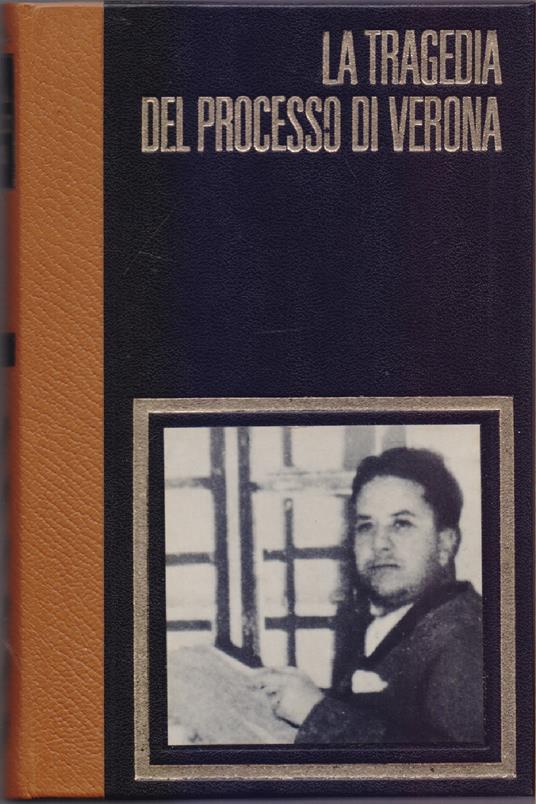 LA TRAGEDIA
DEL PROCESSO DI VERONA